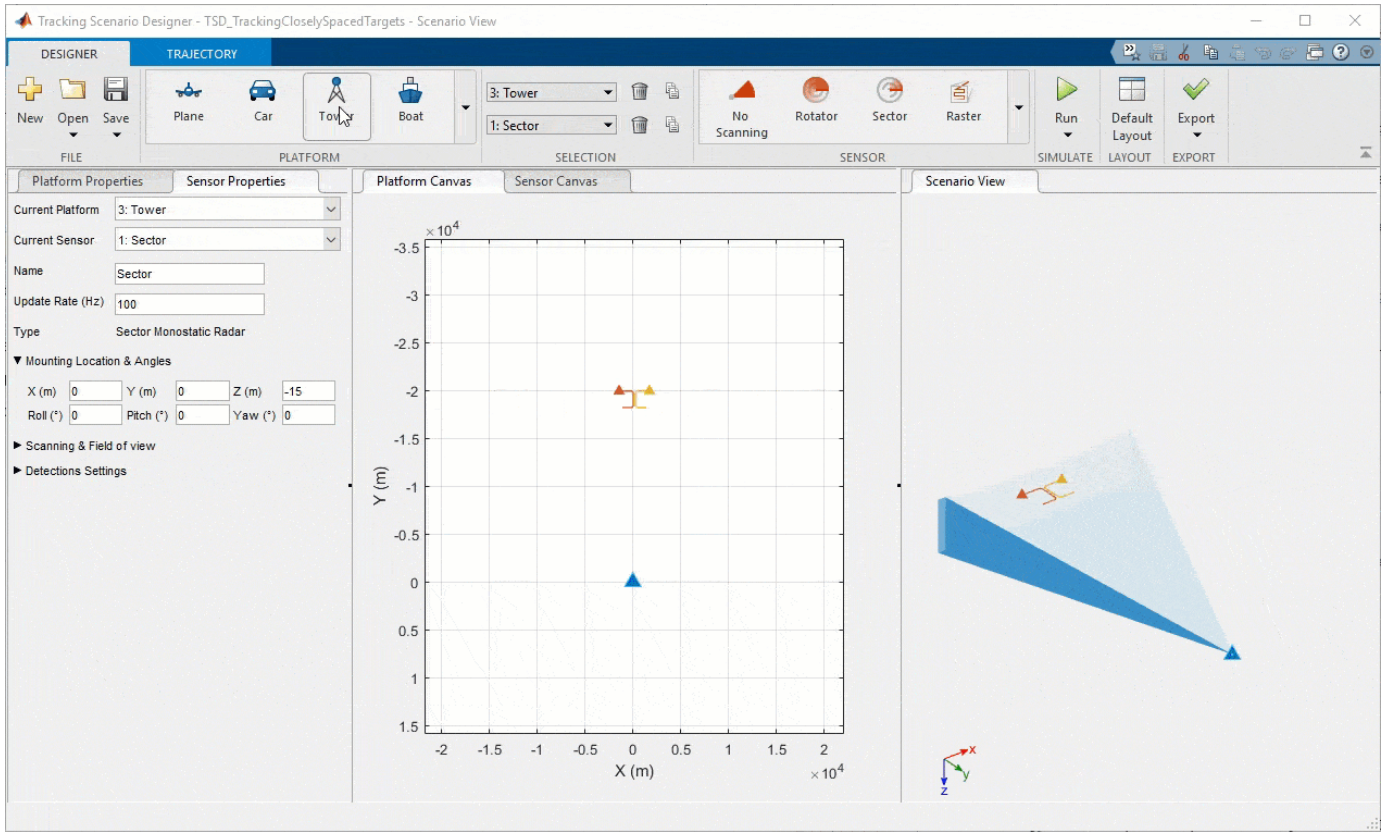 Tracking Scenario Designer - TSD_TrackingCloselySpacedTargets - Scenario View
DESIGNER TRAJECTORY
New Open Save
Plane Car Tower Boat
3: Tower
1: Sector
No Scanning Rotator Sector Raster
Run Default Layout Export
FILE PLATFORM SELECTION SENSOR SIMULATE LAYOUT EXPORT
Platform Properties Sensor Properties
Current Platform 3: Tower
Current Sensor 1: Sector
Name Sector
Update Rate (Hz) 100
Type Sector Monostatic Radar
Mounting Location & Angles
X (m) 0 Y (m) 0 Z (m) -15
Roll (°) 0 Pitch (°) 0 Yaw (°) 0
Scanning & Field of view
Detections Settings
Platform Canvas Sensor Canvas
×10⁴
-3.5
-3
-2.5
-2
-1.5
-1
-0.5
0
0.5
1
1.5
Y (m)
-2 -1.5 -1 -0.5 0 0.5 1 1.5 2
X (m)
×10⁴
Scenario View
x
y
z